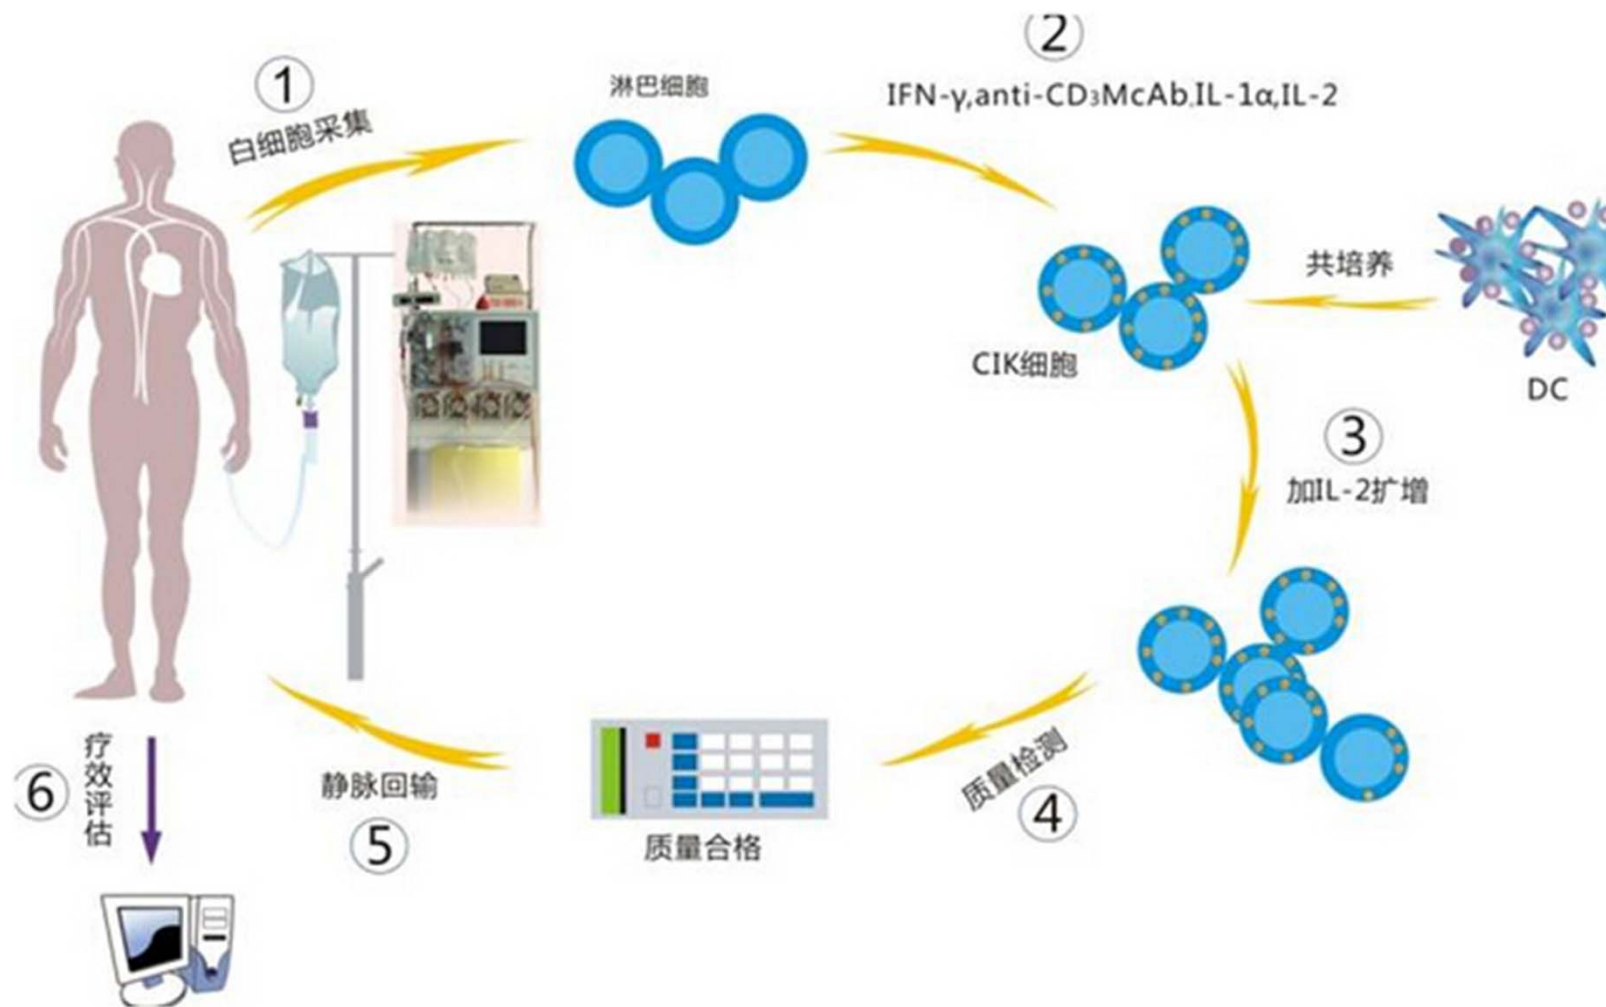 ①
白细胞采集
淋巴细胞
②
IFN-γ,anti-CD₃McAb,IL-1α,IL-2
CIK细胞
共培养
DC
③
加IL-2扩增
质量检测
④
质量合格
静脉回输
⑤
⑥
疗效评估